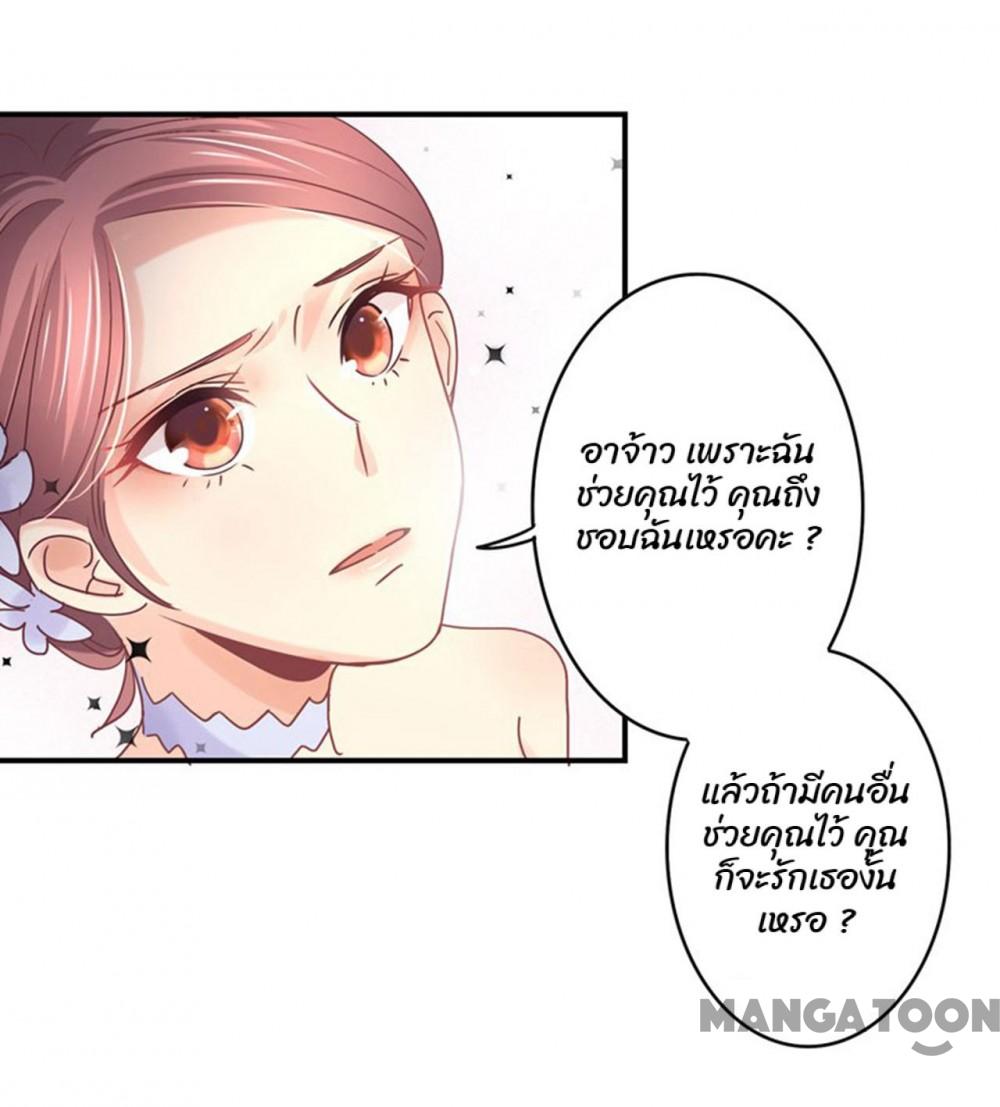 อาจ้าว เพราะฉัน
ช่วยคุณไว้ คุณถึง
ชอบฉันเหรอคะ ?
แล้วถ้ามีคนอื่น
ช่วยคุณไว้ คุณ
ก็จะรักเธองั้น
เหรอ ?
MANGATOON